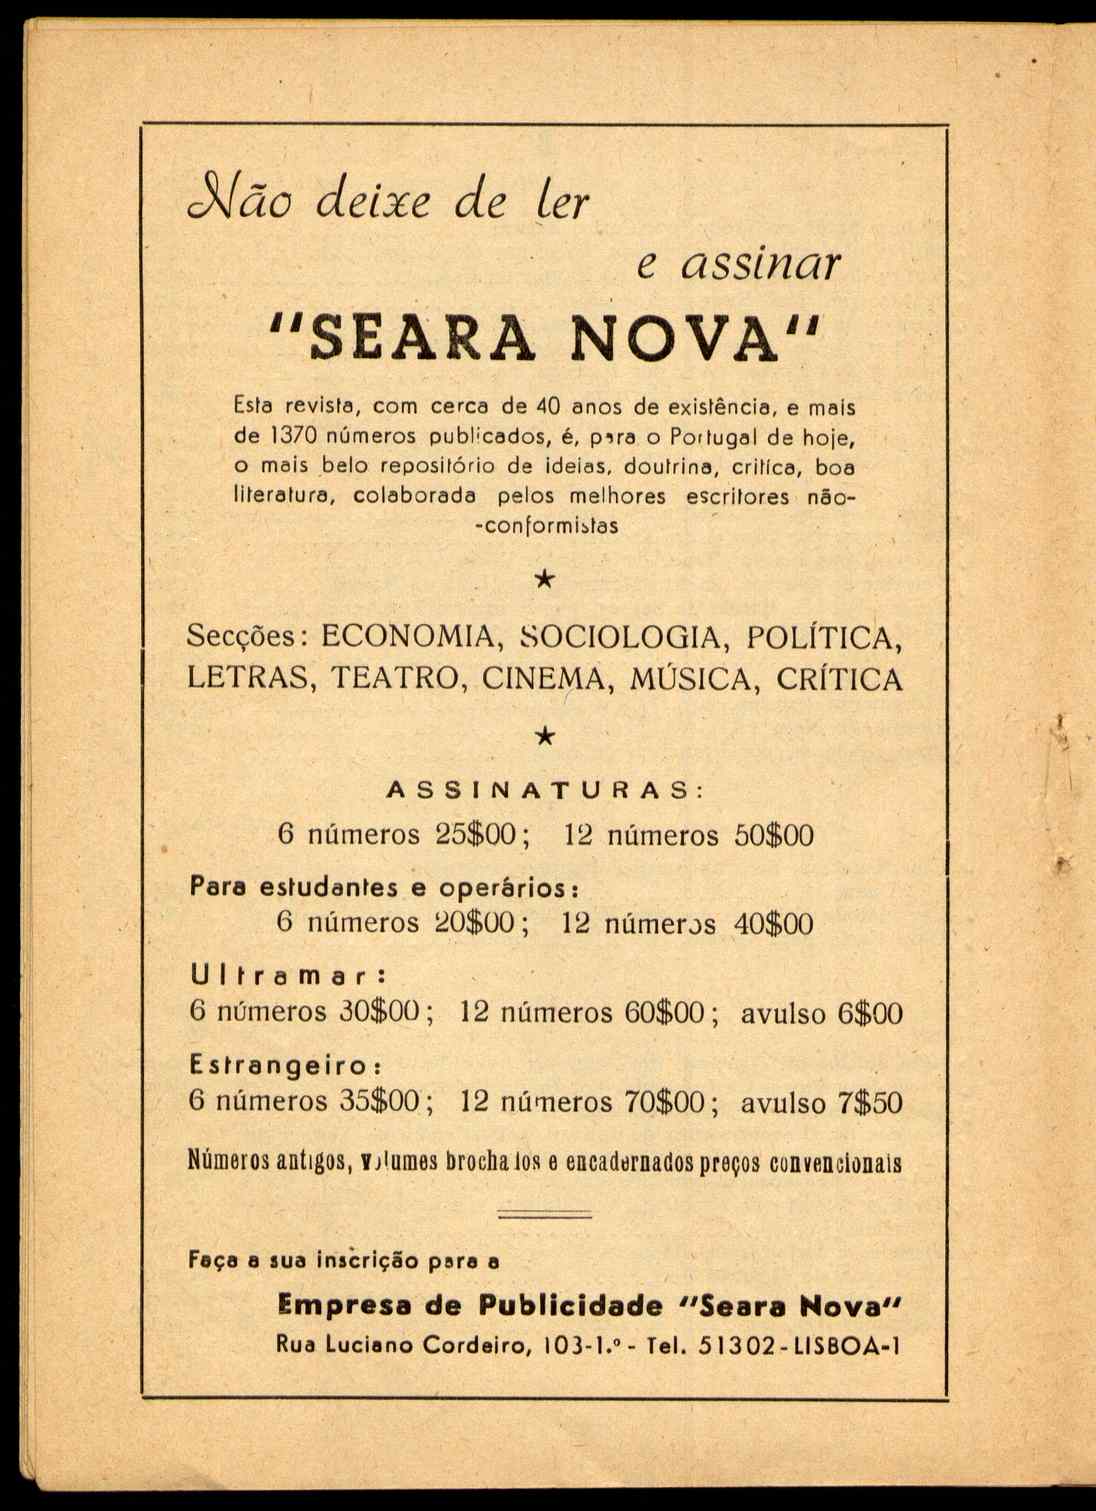 Não deixe de ler
e assinar
"SEARA NOVA"
Esta revista, com cerca de 40 anos de existência, e mais
de 1370 números publicados, é, para o Portugal de hoje,
o mais belo repositório de ideias, doutrina, critíca, boa
literatura, colaborada pelos melhores escritores não-
-conformistas
★
Secções: ECONOMIA, SOCIOLOGIA, POLÍTICA,
LETRAS, TEATRO, CINEMA, MÚSICA, CRÍTICA
★
ASSINATURAS:
6 números 25$00; 12 números 50$00
Para estudantes e operários:
6 números 20$00; 12 números 40$00
Ultramar:
6 números 30$00; 12 números 60$00; avulso 6$00
Estrangeiro:
6 números 35$00; 12 números 70$00; avulso 7$50
Números antigos, volumes brochados e encadernados preços convencionais
Faça a sua inscrição para a
Empresa de Publicidade "Seara Nova"
Rua Luciano Cordeiro, 103-1.º - Tel. 51302 - LISBOA-1